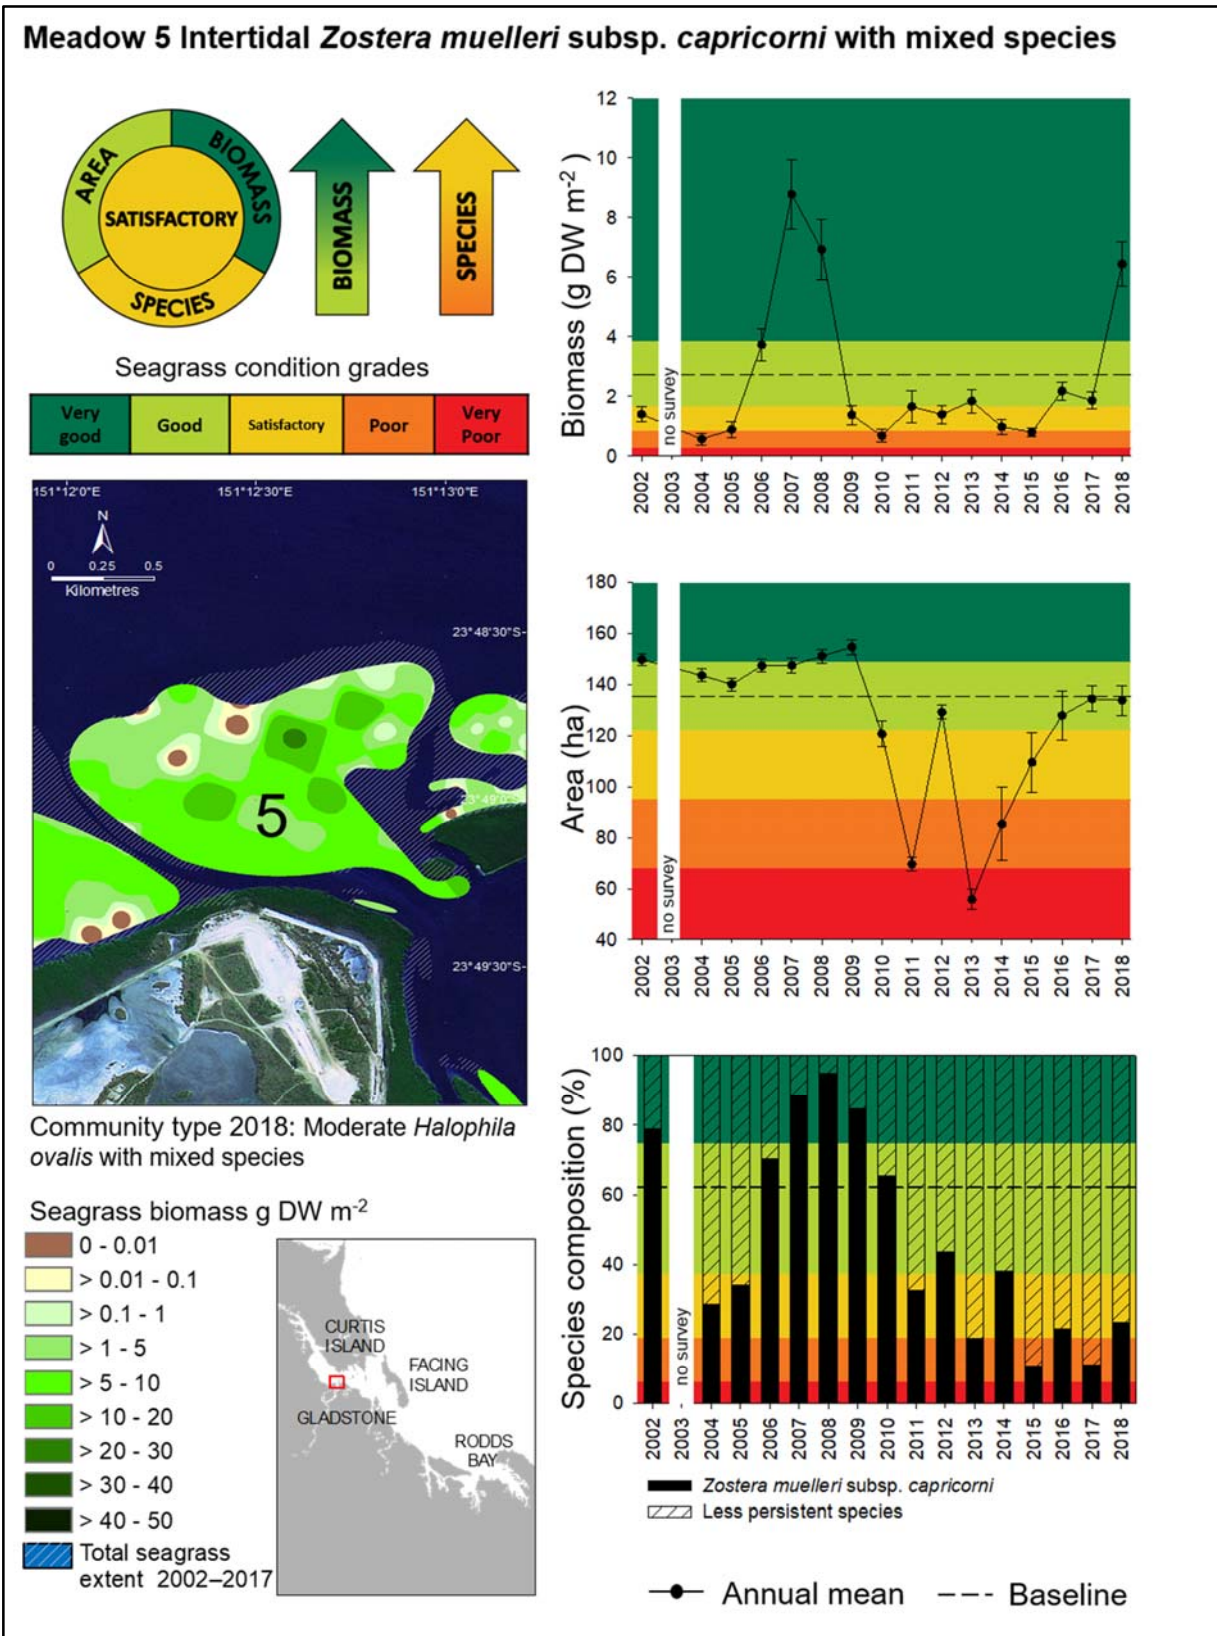 Meadow 5 Intertidal Zostera muelleri subsp. capricorni with mixed species
AREA
BIOMASS
SATISFACTORY
SPECIES
BIOMASS
SPECIES
Seagrass condition grades
Very good
Good
Satisfactory
Poor
Very Poor
151°12'0"E
151°12'30"E
151°13'0"E
N
0 0.25 0.5
Kilometres
23°48'30"S
23°49'0"S
23°49'30"S
5
Community type 2018: Moderate Halophila
ovalis with mixed species
Seagrass biomass g DW m-2
0 - 0.01
> 0.01 - 0.1
> 0.1 - 1
> 1 - 5
> 5 - 10
> 10 - 20
> 20 - 30
> 30 - 40
> 40 - 50
Total seagrass
extent 2002–2017
CURTIS
ISLAND
FACING
ISLAND
GLADSTONE
RODDS
BAY
Biomass (g DW m-2)
12
10
8
6
4
2
0
no survey
2002 2003 2004 2005 2006 2007 2008 2009 2010 2011 2012 2013 2014 2015 2016 2017 2018
Area (ha)
180
160
140
120
100
80
60
40
no survey
2002 2003 2004 2005 2006 2007 2008 2009 2010 2011 2012 2013 2014 2015 2016 2017 2018
Species composition (%)
100
80
60
40
20
0
no survey
2002 2003 2004 2005 2006 2007 2008 2009 2010 2011 2012 2013 2014 2015 2016 2017 2018
Zostera muelleri subsp. capricorni
Less persistent species
Annual mean
Baseline